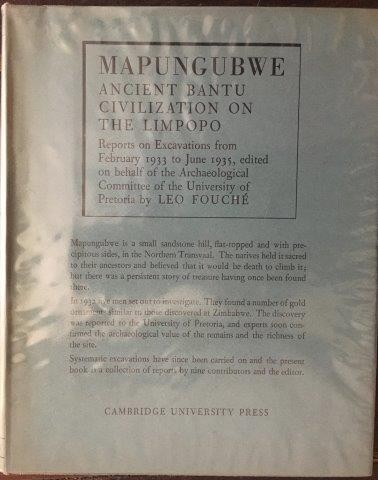 MAPUNGUBWE
ANCIENT BANTU
CIVILIZATION ON
THE LIMPOPO
Reports on Excavations from
February 1933 to June 1935, edited
on behalf of the Archaeological
Committee of the University of
Pretoria by LEO FOUCHÉ
Mapungubwe is a small sandstone hill, flat-topped and with pre-
cipitous sides, in the Northern Transvaal. The natives held it sacred
to their ancestors and believed that it would be death to climb it;
but there was a persistent story of treasure having once been found
there.
In 1932 five men set out to investigate. They found a number of gold
ornaments similar to those discovered at Zimbabwe. The discovery
was reported to the University of Pretoria, and experts soon con-
firmed the archaeological value of the remains and the richness of
the site.
Systematic excavations have since been carried on and the present
book is a collection of reports by nine contributors and the editor.
CAMBRIDGE UNIVERSITY PRESS